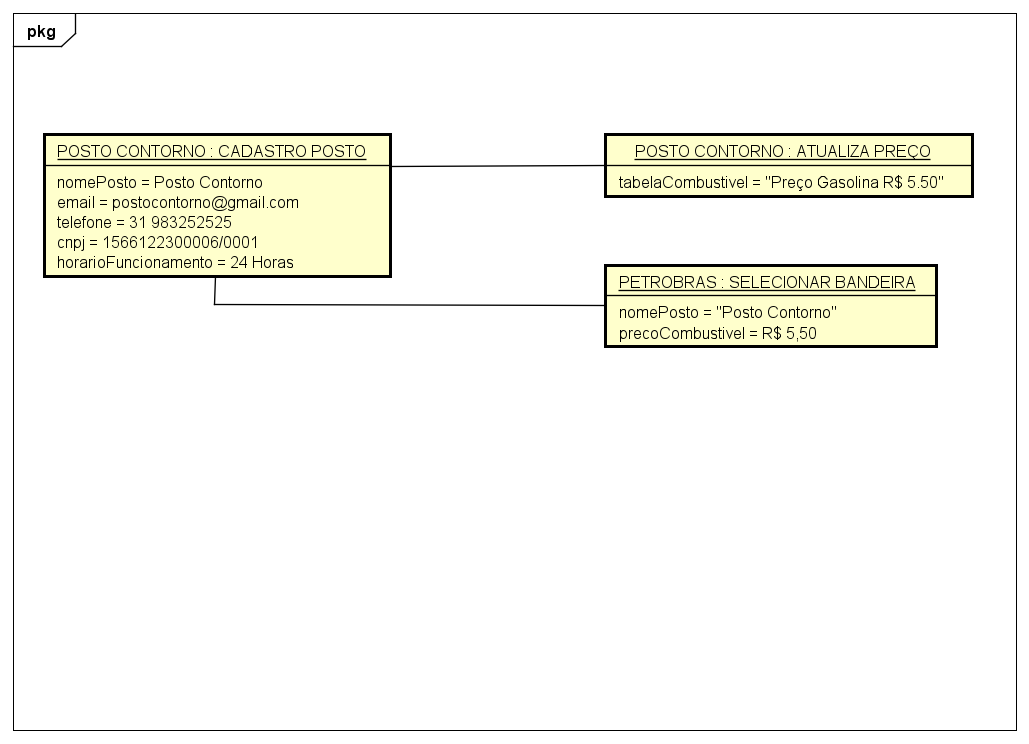 pkg
POSTO CONTORNO : CADASTRO POSTO
nomePosto = Posto Contorno
email = postocontorno@gmail.com
telefone = 31 983252525
cnpj = 1566122300006/0001
horarioFuncionamento = 24 Horas
POSTO CONTORNO : ATUALIZA PREÇO
tabelaCombustivel = "Preço Gasolina R$ 5.50"
PETROBRAS : SELECIONAR BANDEIRA
nomePosto = "Posto Contorno"
precoCombustivel = R$ 5,50